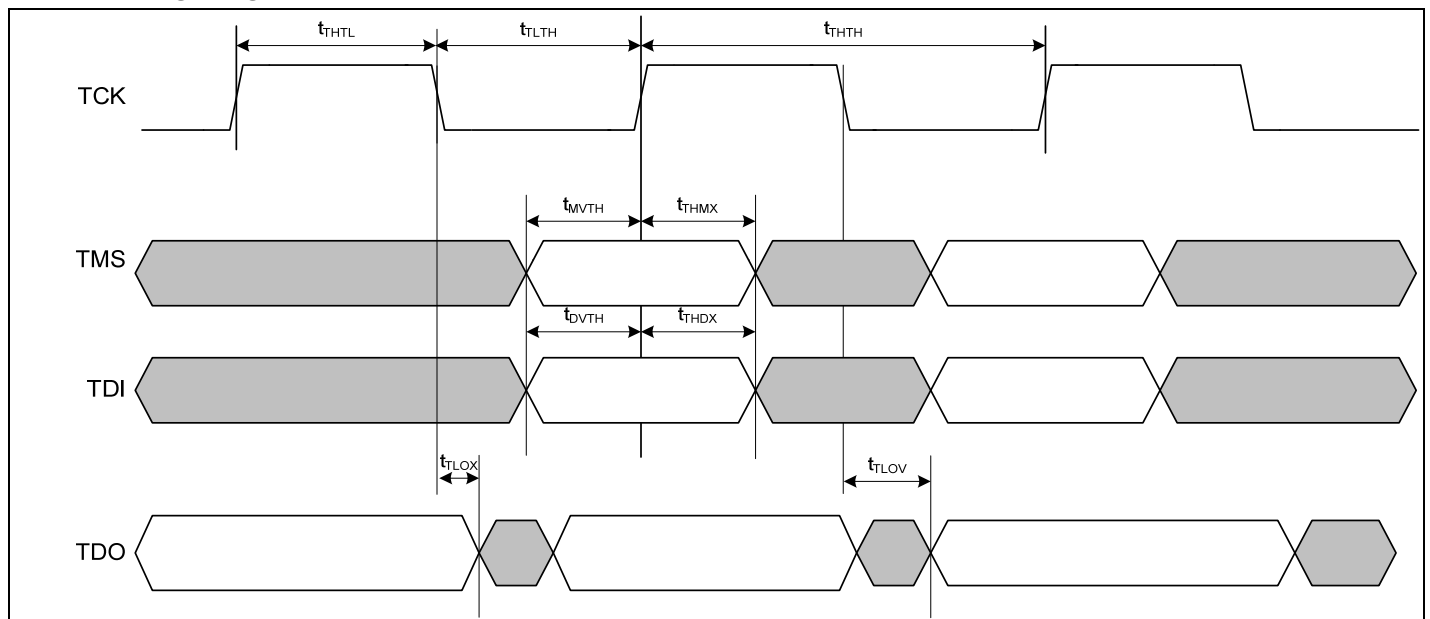 tTHTL tTLTH tTHTH
TCK
tMVTH tTHMX
TMS
tDVTH tTHDX
TDI
tTLOX tTLOV
TDO